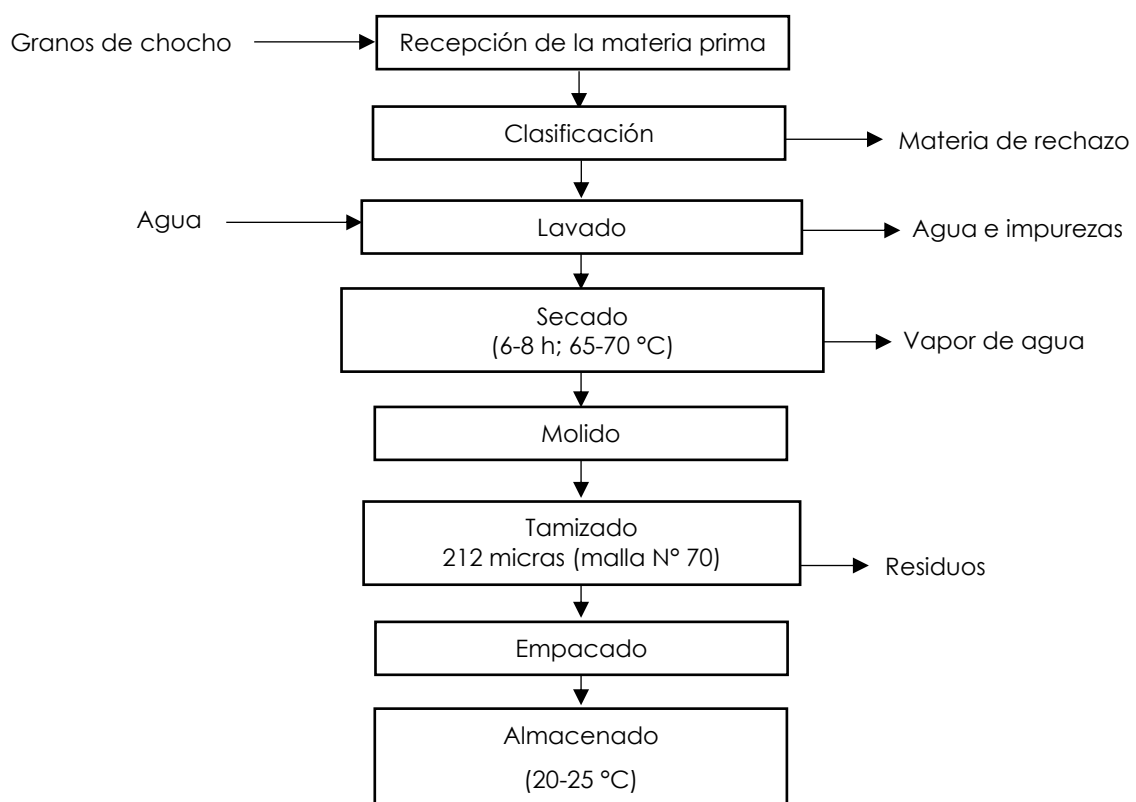 Granos de chocho
Recepción de la materia prima
Clasificación
Materia de rechazo
Agua
Lavado
Agua e impurezas
Secado
(6-8 h; 65-70 °C)
Vapor de agua
Molido
Tamizado
212 micras (malla N° 70)
Residuos
Empacado
Almacenado
(20-25 °C)